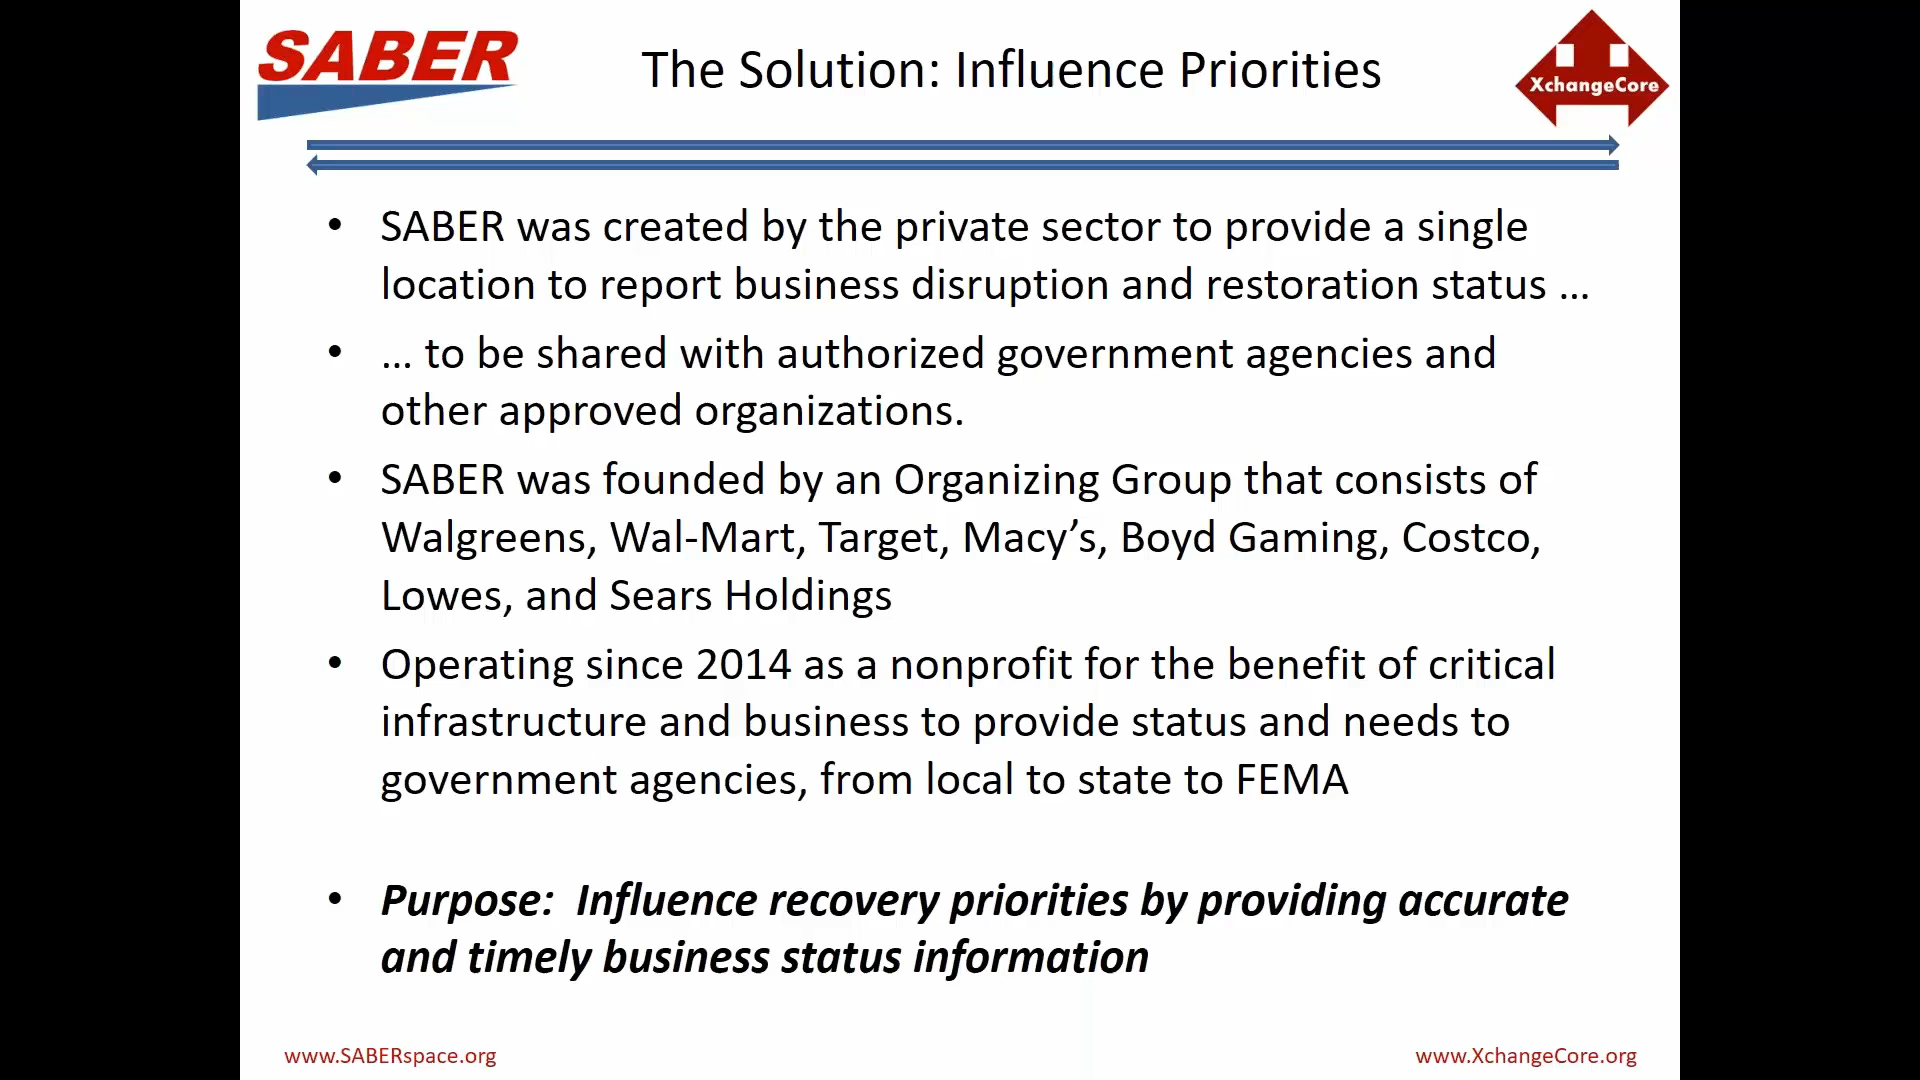 SABER
The Solution: Influence Priorities
XchangeCore
• SABER was created by the private sector to provide a single
location to report business disruption and restoration status ...
• ... to be shared with authorized government agencies and
other approved organizations.
• SABER was founded by an Organizing Group that consists of
Walgreens, Wal-Mart, Target, Macy’s, Boyd Gaming, Costco,
Lowes, and Sears Holdings
• Operating since 2014 as a nonprofit for the benefit of critical
infrastructure and business to provide status and needs to
government agencies, from local to state to FEMA
• Purpose:  Influence recovery priorities by providing accurate
and timely business status information
www.SABERspace.org
www.XchangeCore.org